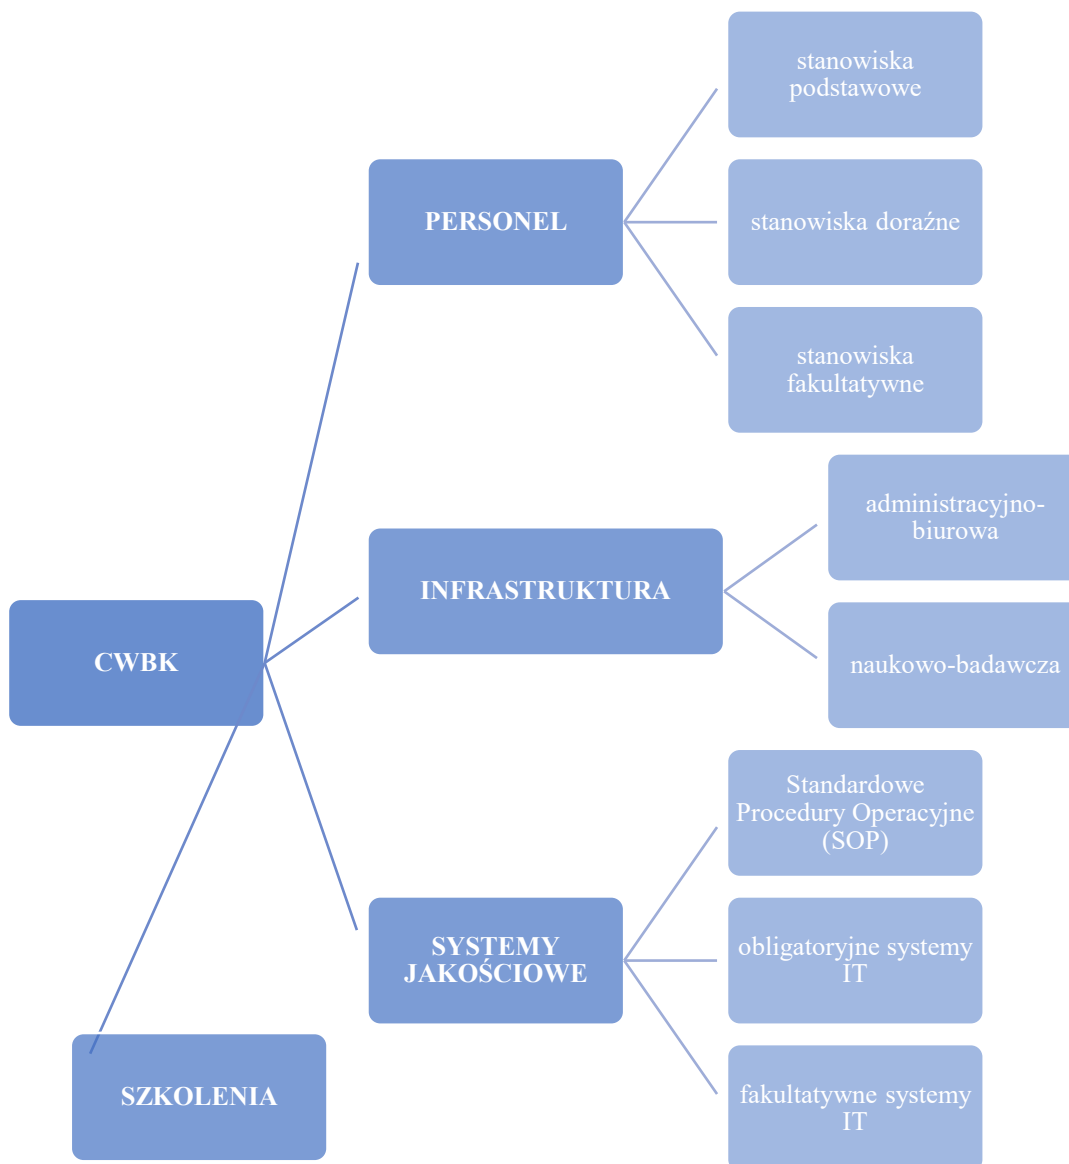 CWBK
PERSONEL
stanowiska
podstawowe
stanowiska doraźne
stanowiska
fakultatywne
INFRASTRUKTURA
administracyjno-
biurowa
naukowo-badawcza
SYSTEMY
JAKOŚCIOWE
Standardowe
Procedury Operacyjne
(SOP)
obligatoryjne systemy
IT
fakultatywne systemy
IT
SZKOLENIA